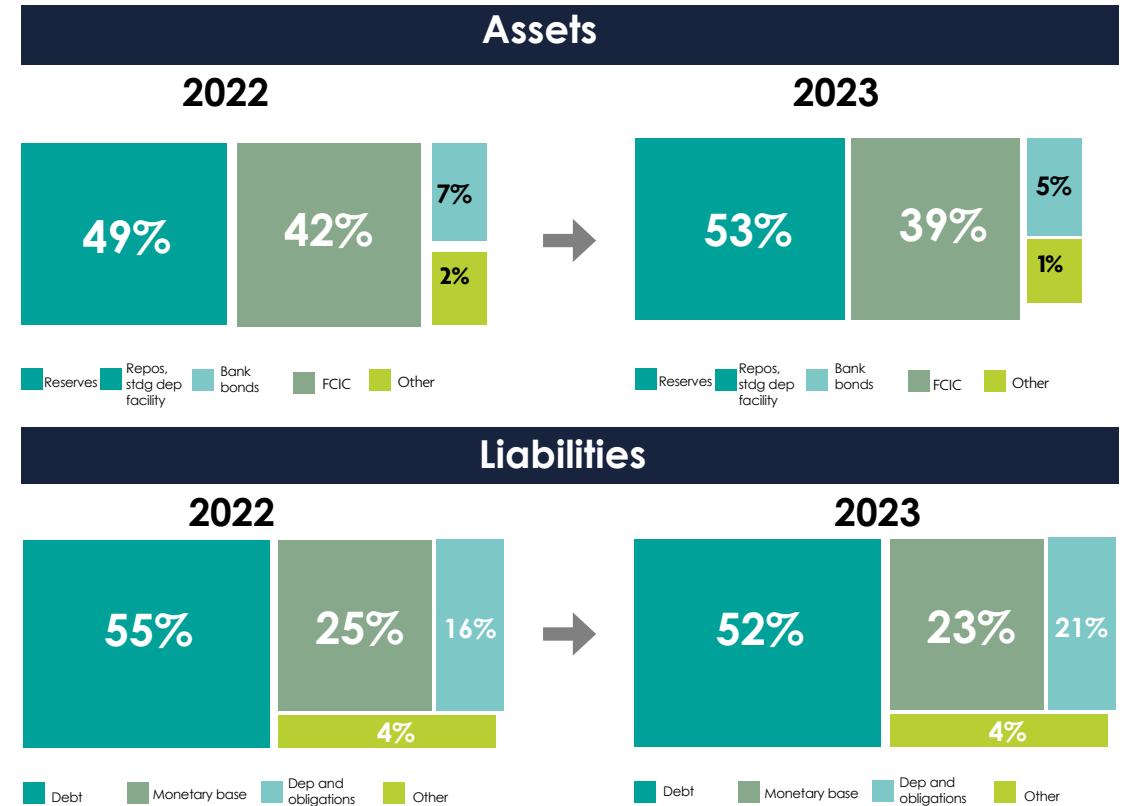 Assets
2022
2023
49%
42%
7%
2%
53%
39%
5%
1%
Reserves
Repos,
stdg dep
facility
Bank
bonds
FCIC
Other
Reserves
Repos,
stdg dep
facility
Bank
bonds
FCIC
Other
Liabilities
2022
2023
55%
25%
16%
4%
52%
23%
21%
4%
Debt
Monetary base
Dep and
obligations
Other
Debt
Monetary base
Dep and
obligations
Other